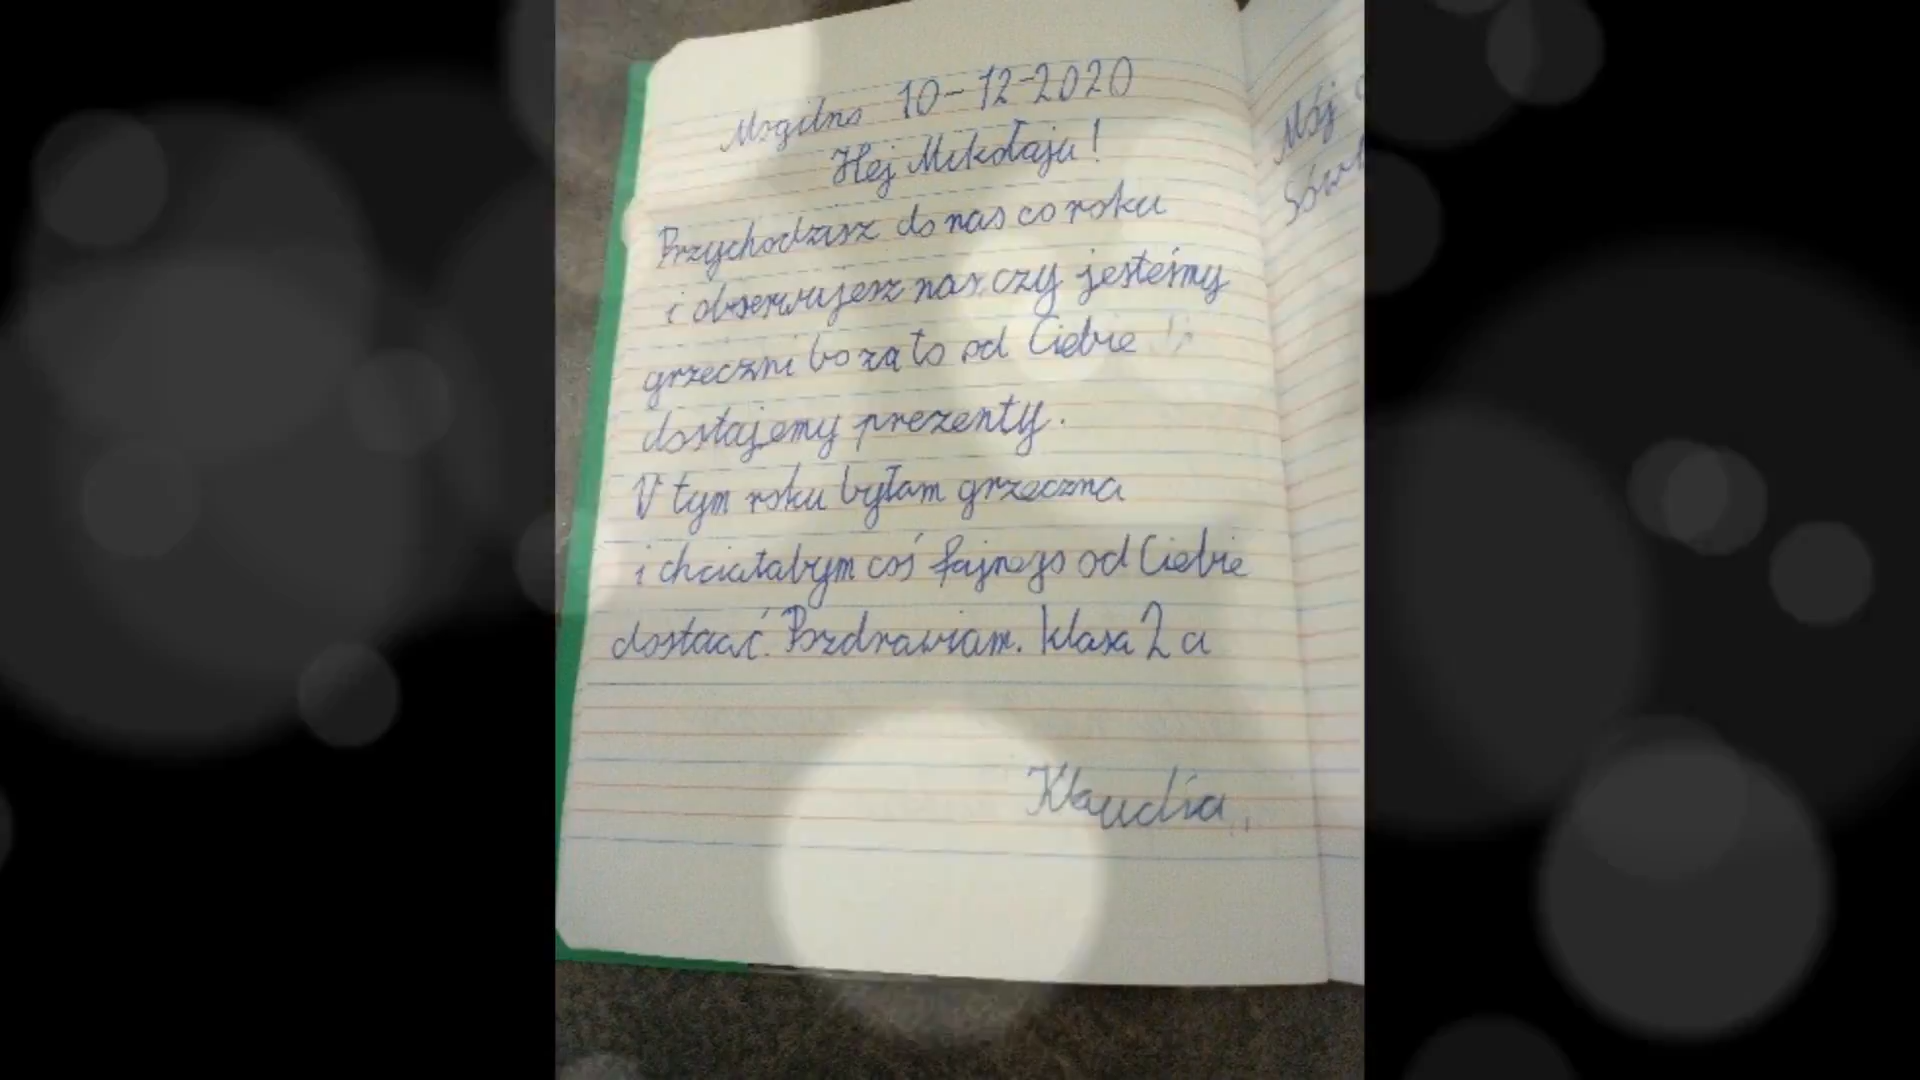 Mogilno 10-12-2020
Hej Mikołaju!
Przychodzisz do nas co roku
i obserwujesz nas, czy jesteśmy
grzeczni bo za to od Ciebie
dostajemy prezenty.
W tym roku byłam grzeczna
i chciałabym coś fajnego od Ciebie
dostać. Pozdrawiam. klasa 2 a
Klaudia
Mój